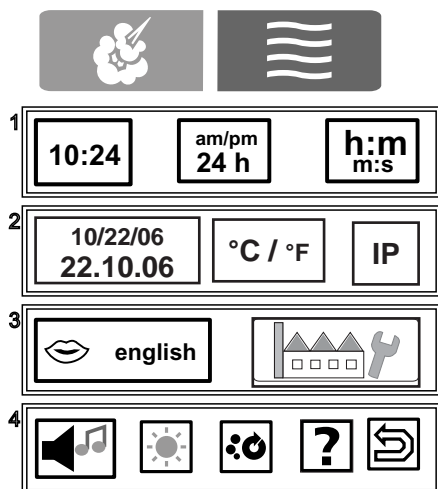 1
10:24
am/pm
24 h
h:m
m:s
2
10/22/06
22.10.06
°C / °F
IP
3
english
4
?